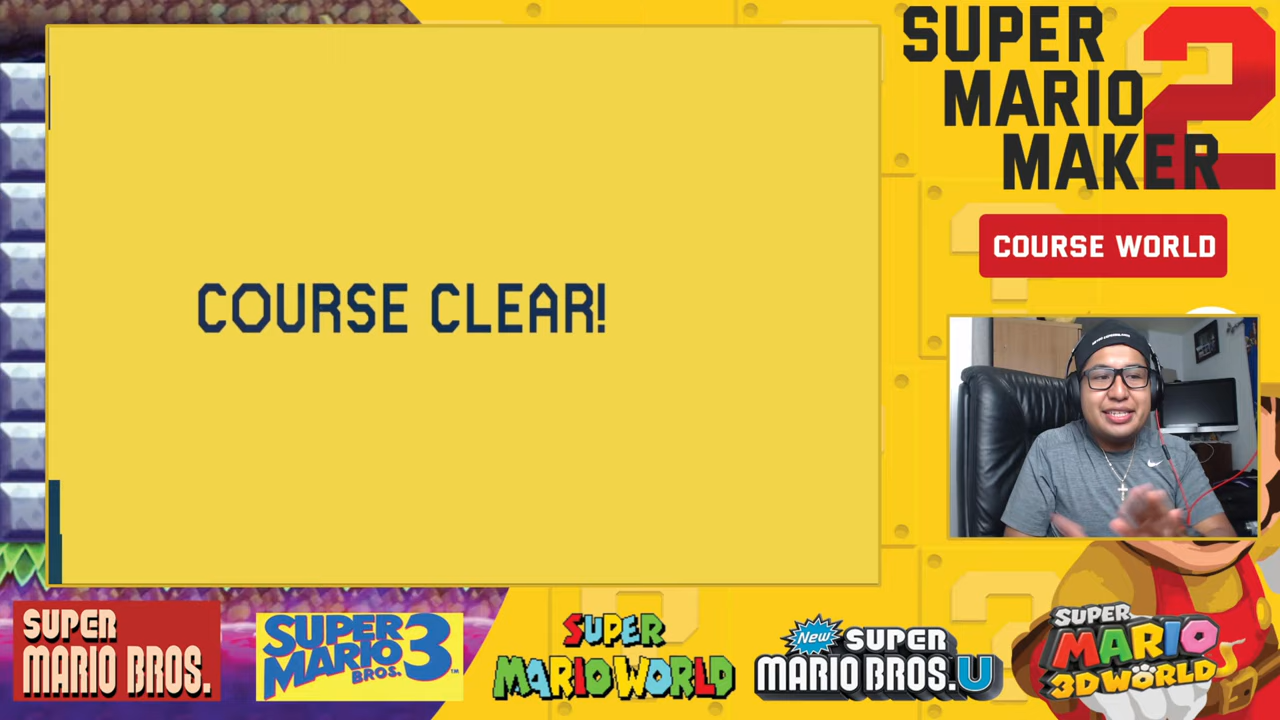 COURSE CLEAR!
SUPER
MARIO
MAKER 2
COURSE WORLD
SUPER
MARIO BROS.
SUPER
MARIO BROS. 3
TM
SUPER
MARIO WORLD
New SUPER
MARIO BROS. U
SUPER
MARIO
3D WORLD